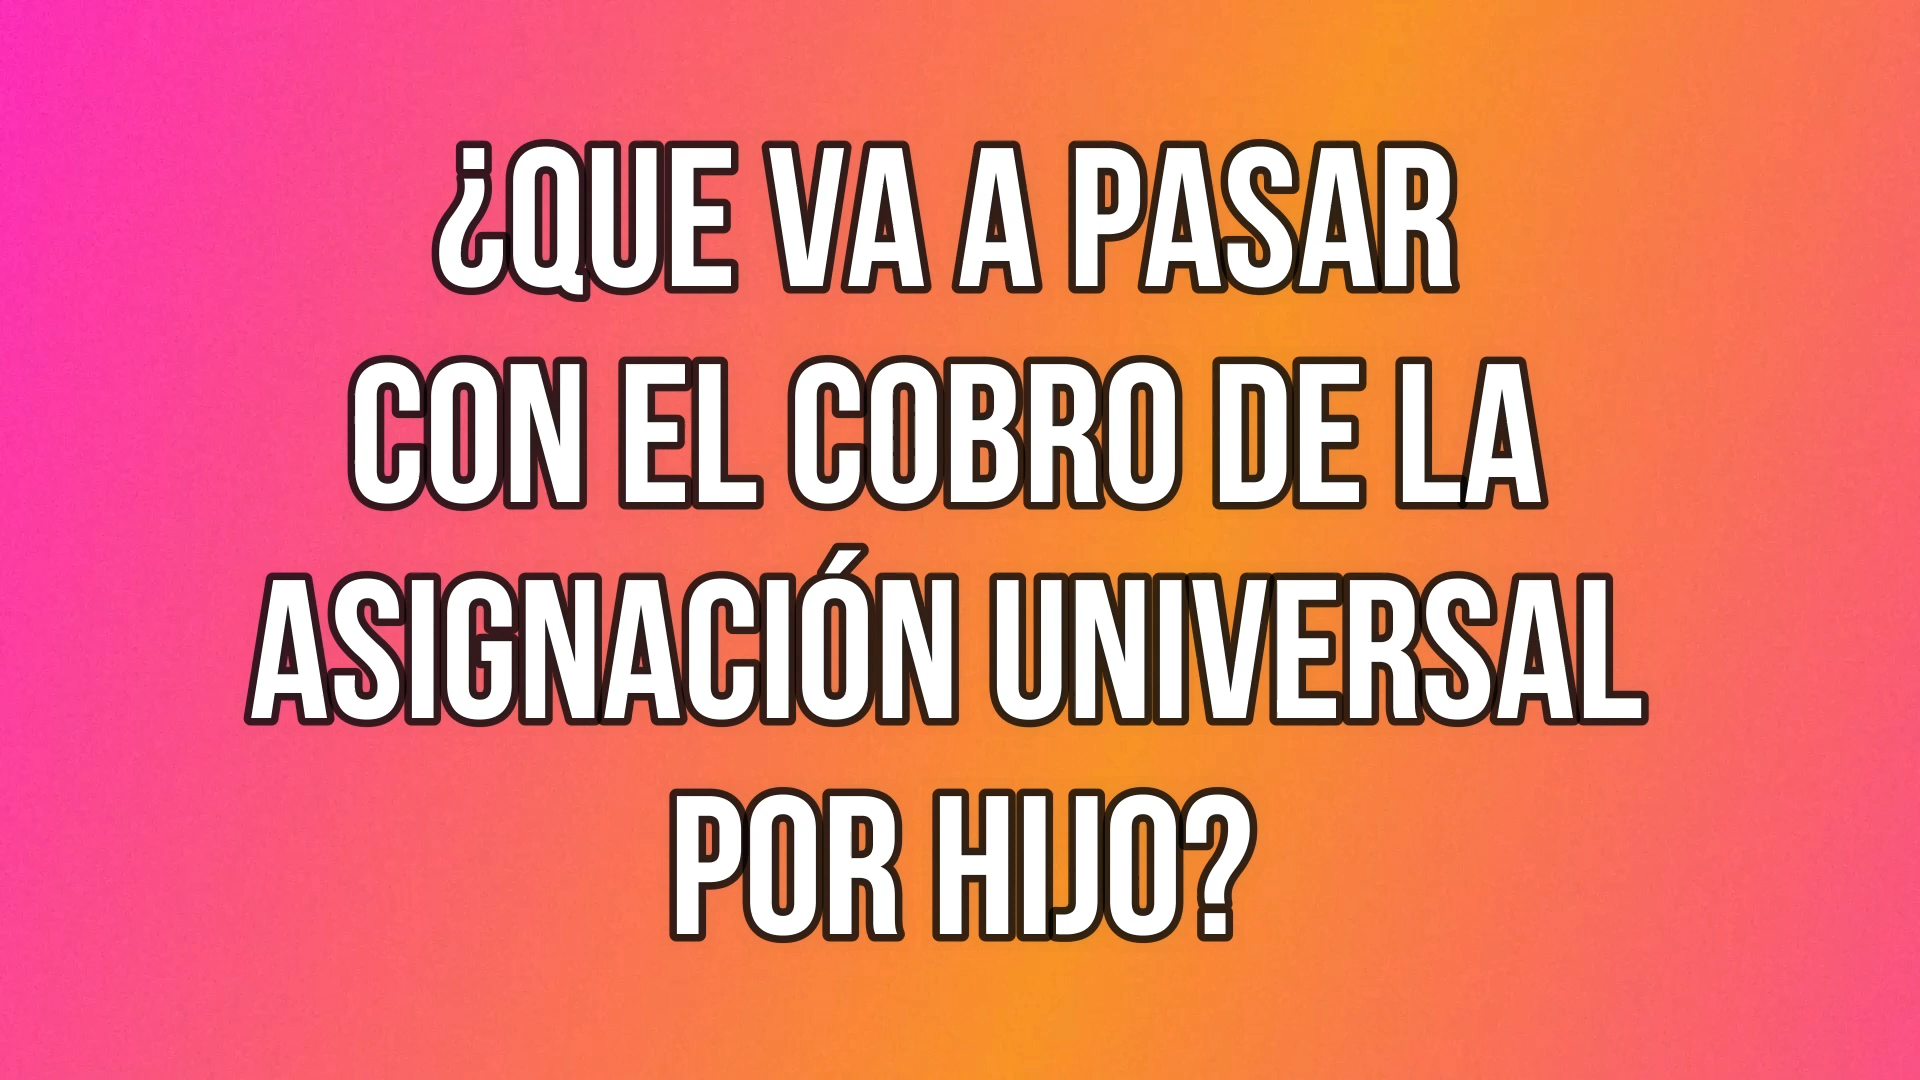 ¿QUE VA A PASAR
CON EL COBRO DE LA
ASIGNACIÓN UNIVERSAL
POR HIJO?